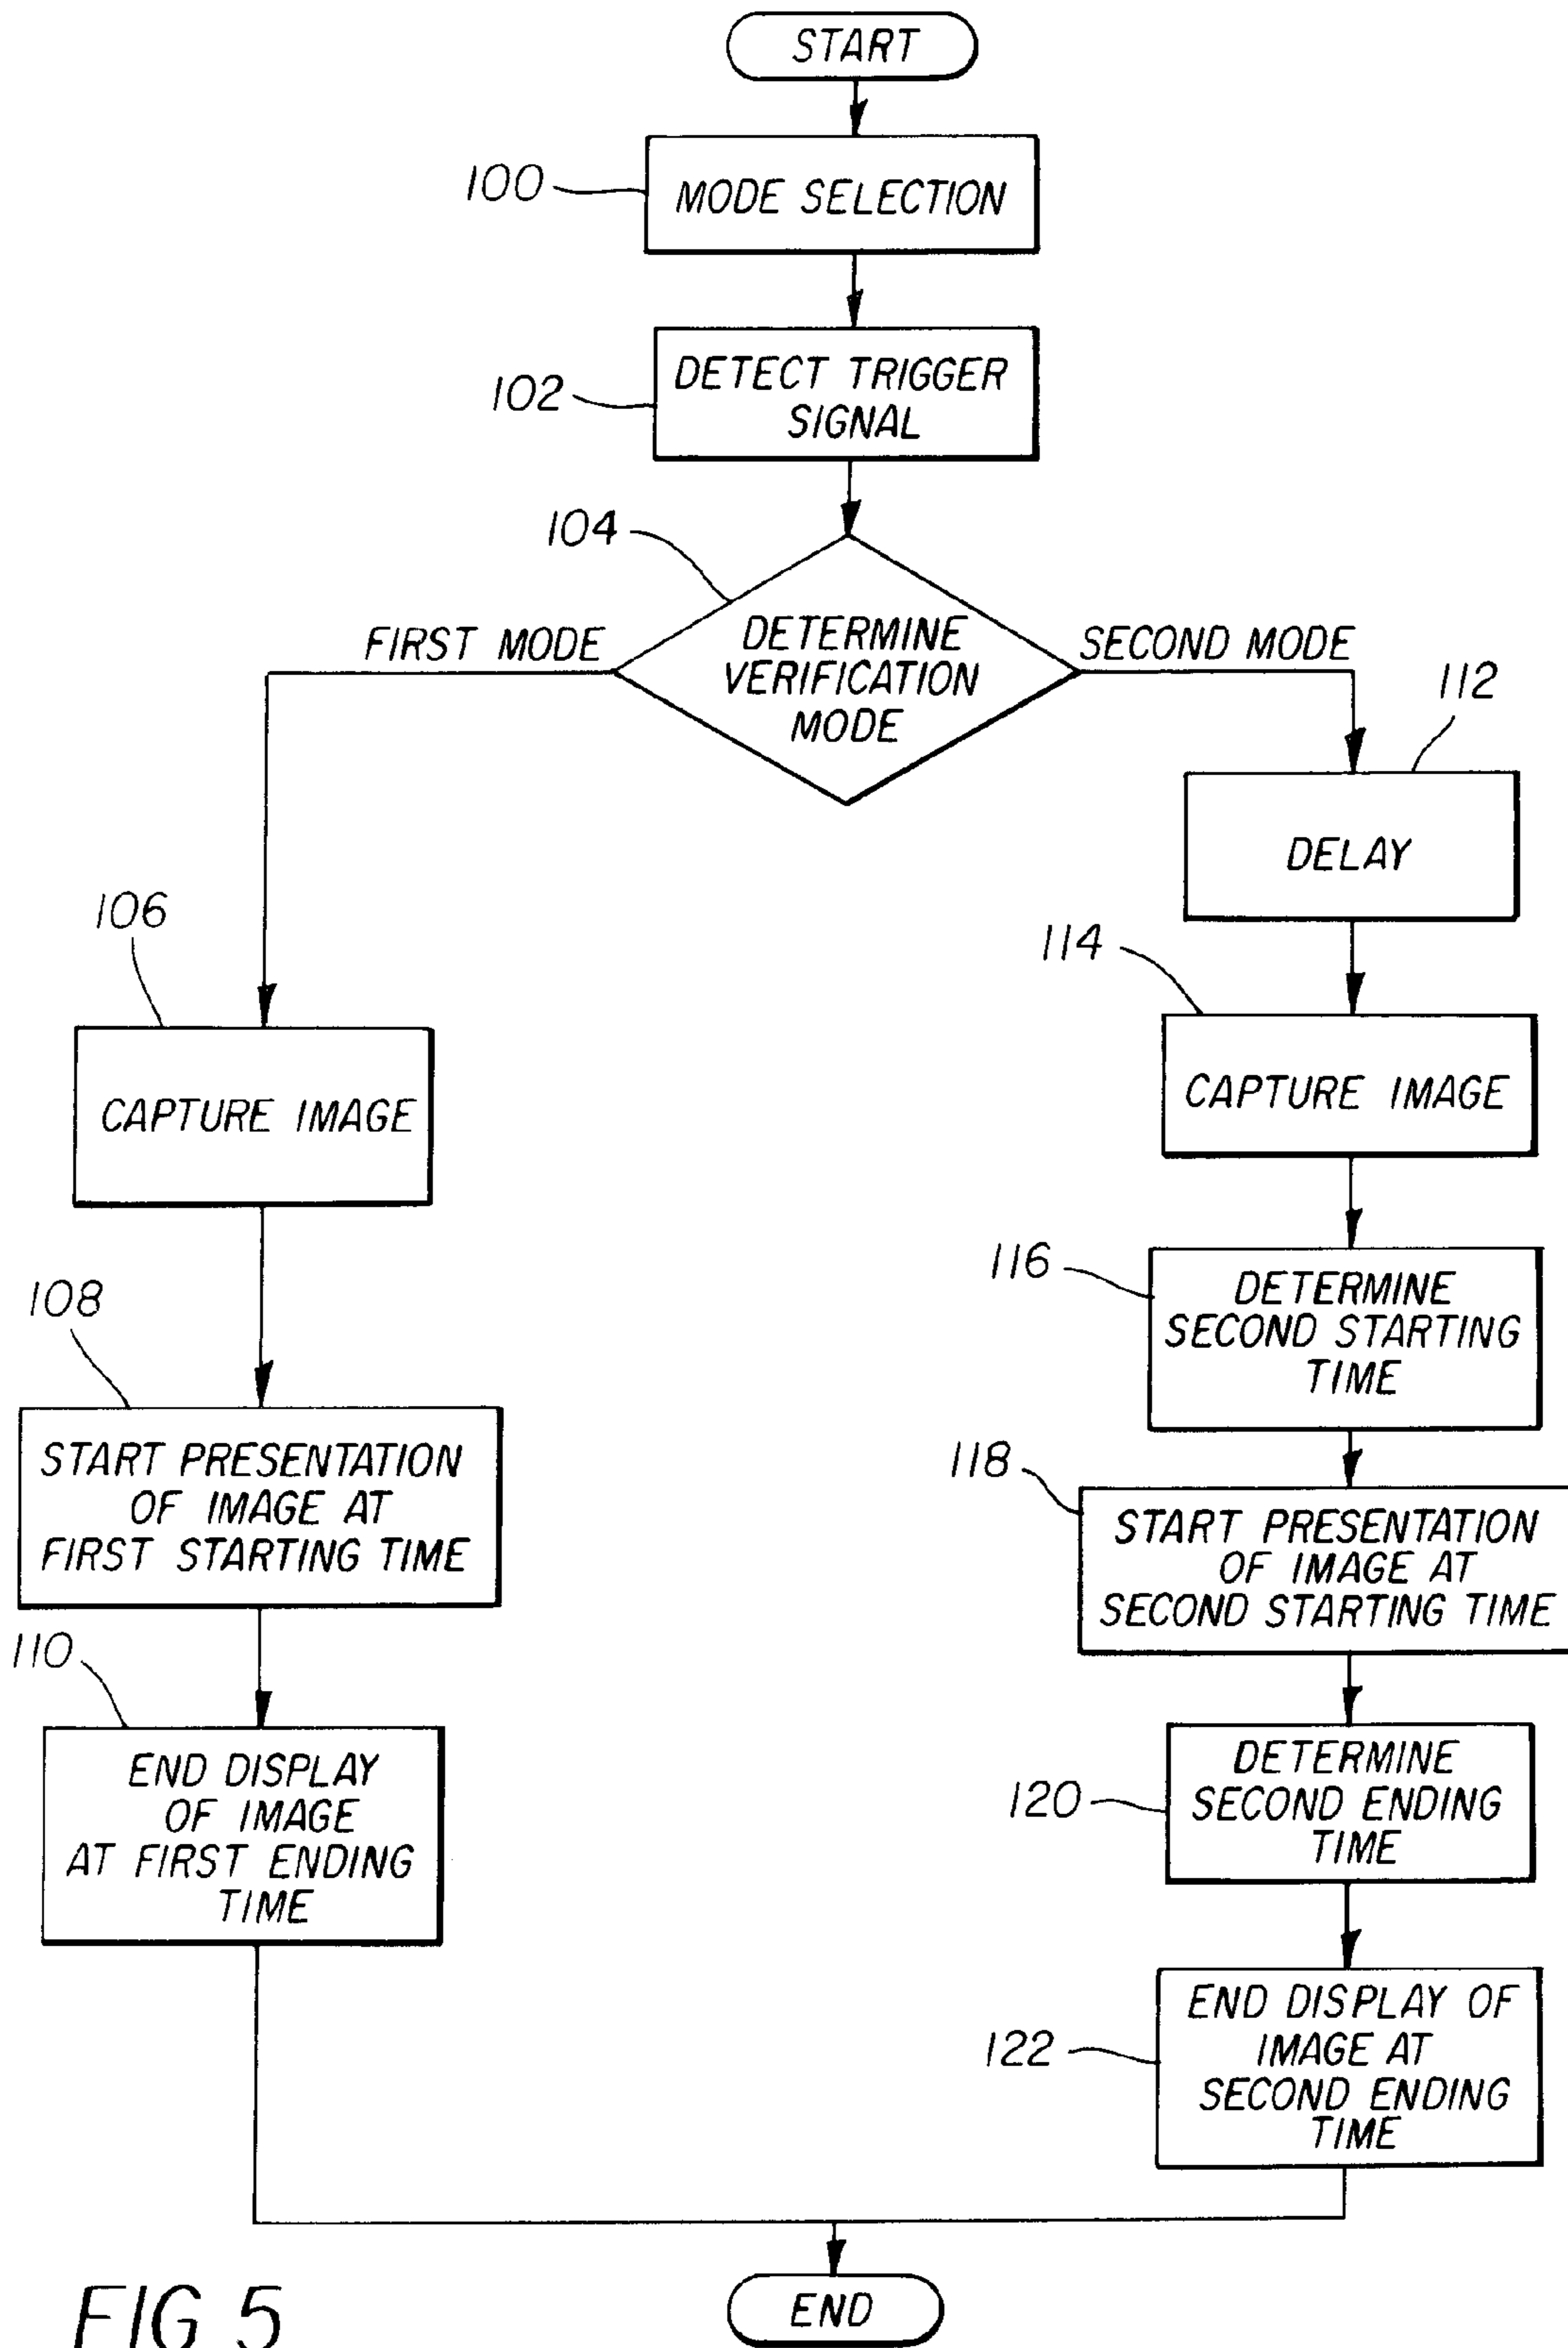 START
100
MODE SELECTION
102
DETECT TRIGGER
SIGNAL
104
DETERMINE
VERIFICATION
MODE
FIRST MODE
SECOND MODE
106
CAPTURE IMAGE
108
START PRESENTATION
OF IMAGE AT
FIRST STARTING TIME
110
END DISPLAY
OF IMAGE
AT FIRST ENDING
TIME
112
DELAY
114
CAPTURE IMAGE
116
DETERMINE
SECOND STARTING
TIME
118
START PRESENTATION
OF IMAGE AT
SECOND STARTING TIME
120
DETERMINE
SECOND ENDING
TIME
122
END DISPLAY OF
IMAGE AT
SECOND ENDING
TIME
END
FIG 5